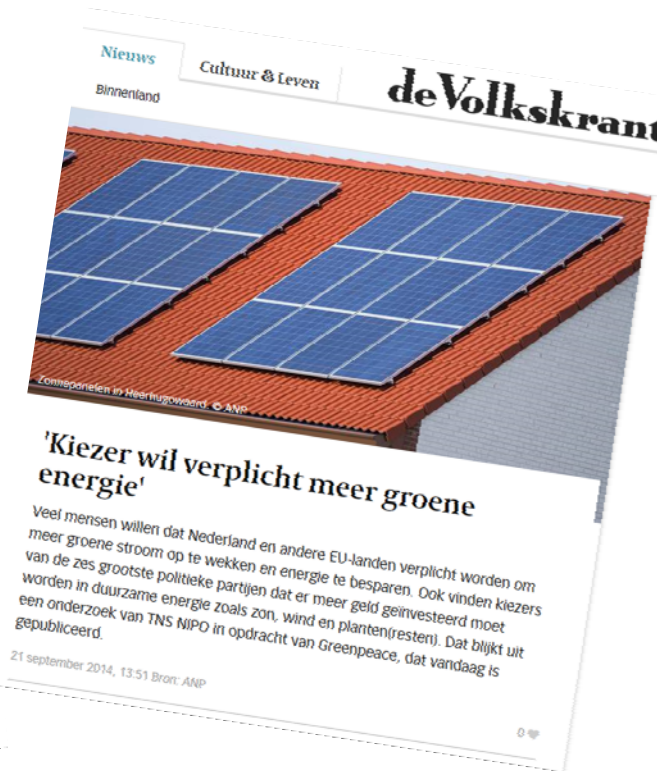 Nieuws
Cultuur & Leven
de Volkskrant
Binnenland
Zonnepanelen in Heerhugowaard. © ANP
'Kiezer wil verplicht meer groene
energie'
Veel mensen willen dat Nederland en andere EU-landen verplicht worden om
meer groene stroom op te wekken en energie te besparen. Ook vinden kiezers
van de zes grootste politieke partijen dat er meer geld geïnvesteerd moet
worden in duurzame energie zoals zon, wind en planten(resten). Dat blijkt uit
een onderzoek van TNS NIPO in opdracht van Greenpeace, dat vandaag is
gepubliceerd.
21 september 2014, 13:51 Bron: ANP
0